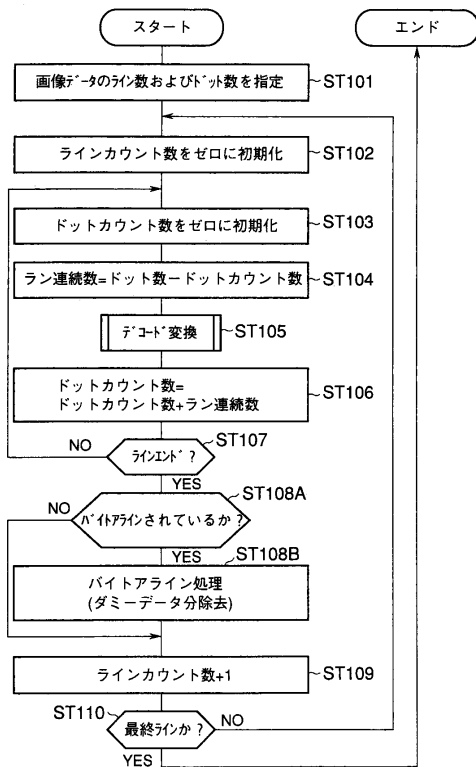 スタート
エンド
画像データのライン数およびドット数を指定
ST101
ラインカウント数をゼロに初期化
ST102
ドットカウント数をゼロに初期化
ST103
ラン連続数=ドット数ードットカウント数
ST104
デコード変換
ST105
ドットカウント数=
ドットカウント数+ラン連続数
ST106
ラインエンド?
ST107
NO
YES
バイトアラインされているか?
ST108A
NO
YES
ST108B
バイトアライン処理
(ダミーデータ分除去)
ラインカウント数+1
ST109
ST110
最終ラインか?
NO
YES